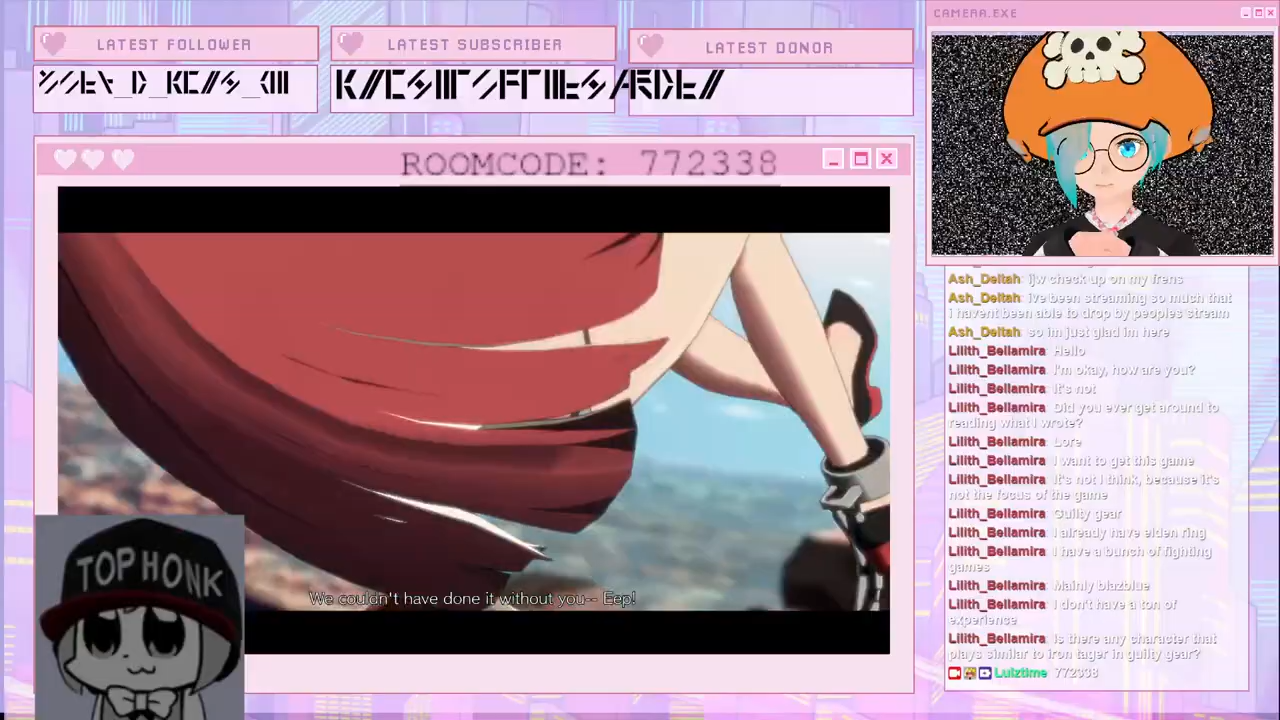 LATEST FOLLOWER
LATEST SUBSCRIBER
LATEST DONOR
CAMERA.EXE
ROOMCODE: 772338
Ash_Deltah ijw check up on my frens
Ash_Deltah ive been streaming so much that
i havent been able to drop by peoples stream
Ash_Deltah so im just glad im here
Lilith_Bellamira Hello
Lilith_Bellamira I'm okay, how are you?
Lilith_Bellamira It's not
Lilith_Bellamira Did you ever get around to
reading what I wrote?
Lilith_Bellamira Lore
Lilith_Bellamira I want to get this game
Lilith_Bellamira It's not I think, because it's
not the focus of the game
Lilith_Bellamira Guilty gear
Lilith_Bellamira I already have elden ring
Lilith_Bellamira I have a bunch of fighting
games
Lilith_Bellamira Mainly blazblue
Lilith_Bellamira I don't have a ton of
experience
Lilith_Bellamira Is there any character that
plays similar to iron tager in guilty gear?
Luiztime 772338
We couldn't have done it without you-- Eep!
TOP HONK